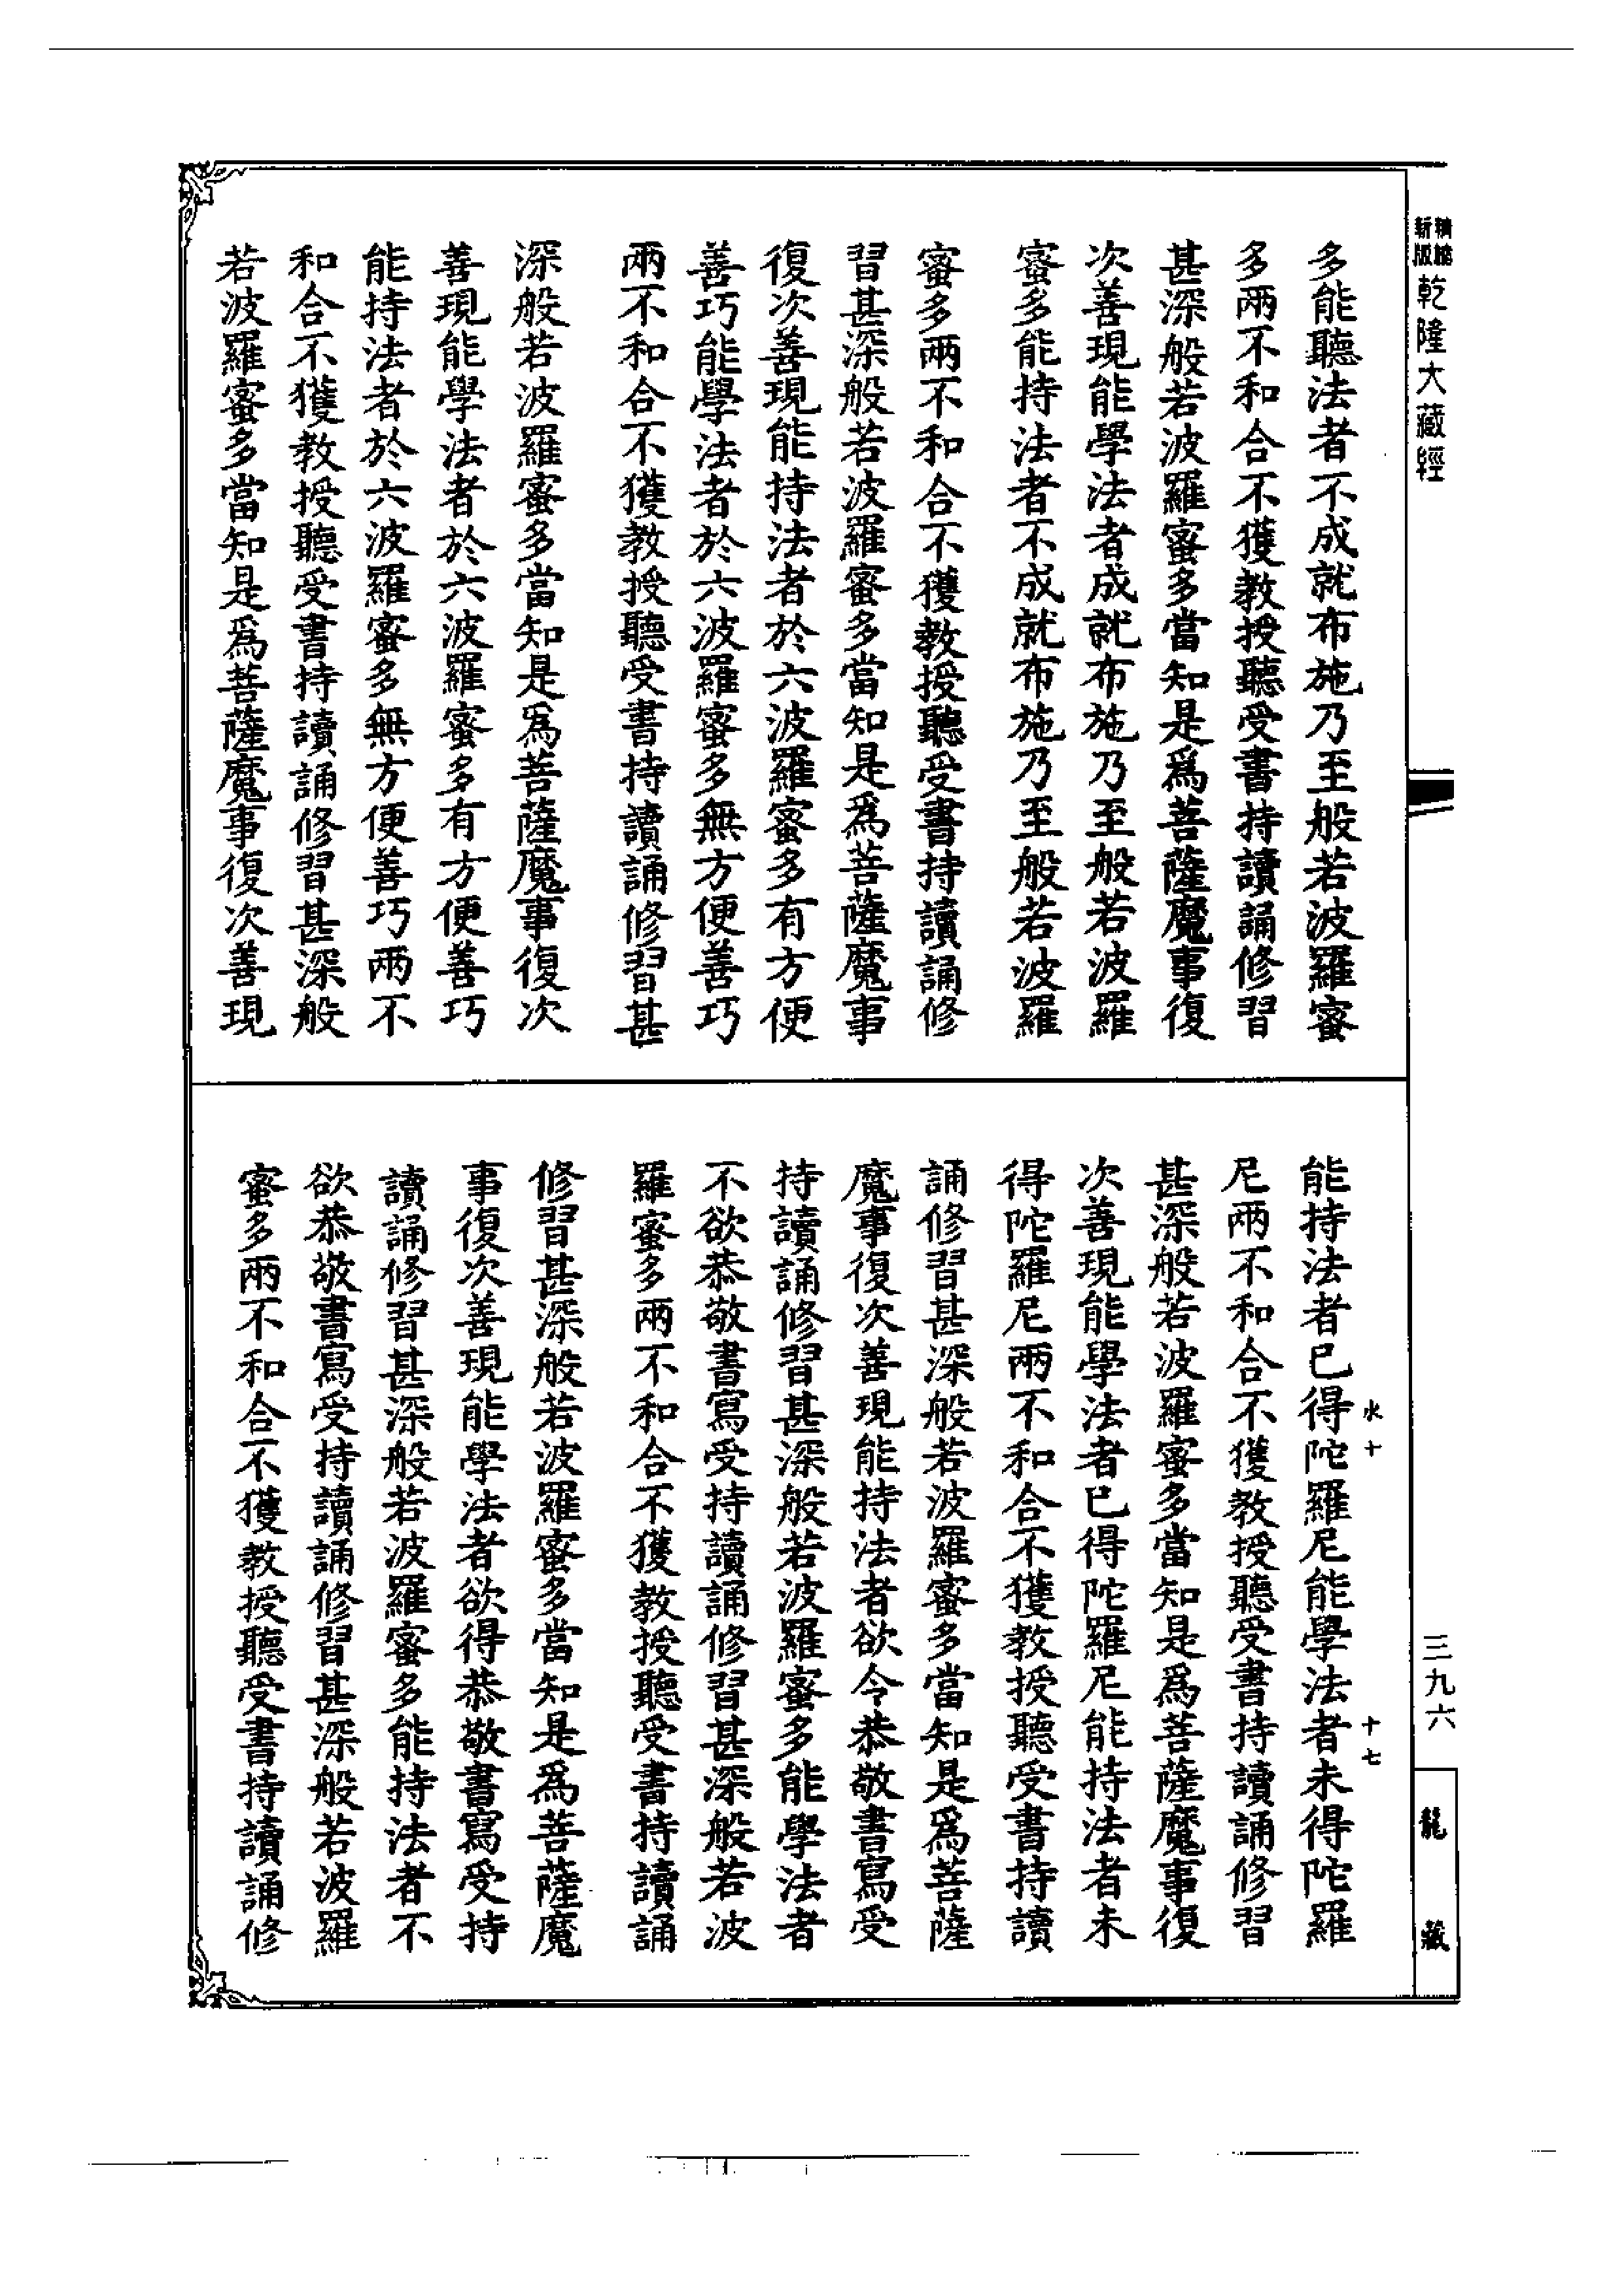 新版
精縮
乾隆大藏經
三九六
龍藏
多能聽法者不成就布施乃至般若波羅蜜
多兩不和合不獲教授聽受書持讀誦修習
甚深般若波羅蜜多當知是爲菩薩魔事復
次善現能學法者成就布施乃至般若波羅
蜜多能持法者不成就布施乃至般若波羅
蜜多兩不和合不獲教授聽受書持讀誦修
習甚深般若波羅蜜多當知是爲菩薩魔事
復次善現能持法者於六波羅蜜多有方便
善巧能學法者於六波羅蜜多無方便善巧
兩不和合不獲教授聽受書持讀誦修習甚
深般若波羅蜜多當知是爲菩薩魔事復次
善現能學法者於六波羅蜜多有方便善巧
能持法者於六波羅蜜多無方便善巧兩不
和合不獲教授聽受書持讀誦修習甚深般
若波羅蜜多當知是爲菩薩魔事復次善現
水十
十七
能持法者已得陀羅尼能學法者未得陀羅
尼兩不和合不獲教授聽受書持讀誦修習
甚深般若波羅蜜多當知是爲菩薩魔事復
次善現能學法者已得陀羅尼能持法者未
得陀羅尼兩不和合不獲教授聽受書持讀
誦修習甚深般若波羅蜜多當知是爲菩薩
魔事復次善現能持法者欲令恭敬書寫受
持讀誦修習甚深般若波羅蜜多能學法者
不欲恭敬書寫受持讀誦修習甚深般若波
羅蜜多兩不和合不獲教授聽受書持讀誦
修習甚深般若波羅蜜多當知是爲菩薩魔
事復次善現能學法者欲得恭敬書寫受持
讀誦修習甚深般若波羅蜜多能持法者不
欲恭敬書寫受持讀誦修習甚深般若波羅
蜜多兩不和合不獲教授聽受書持讀誦修